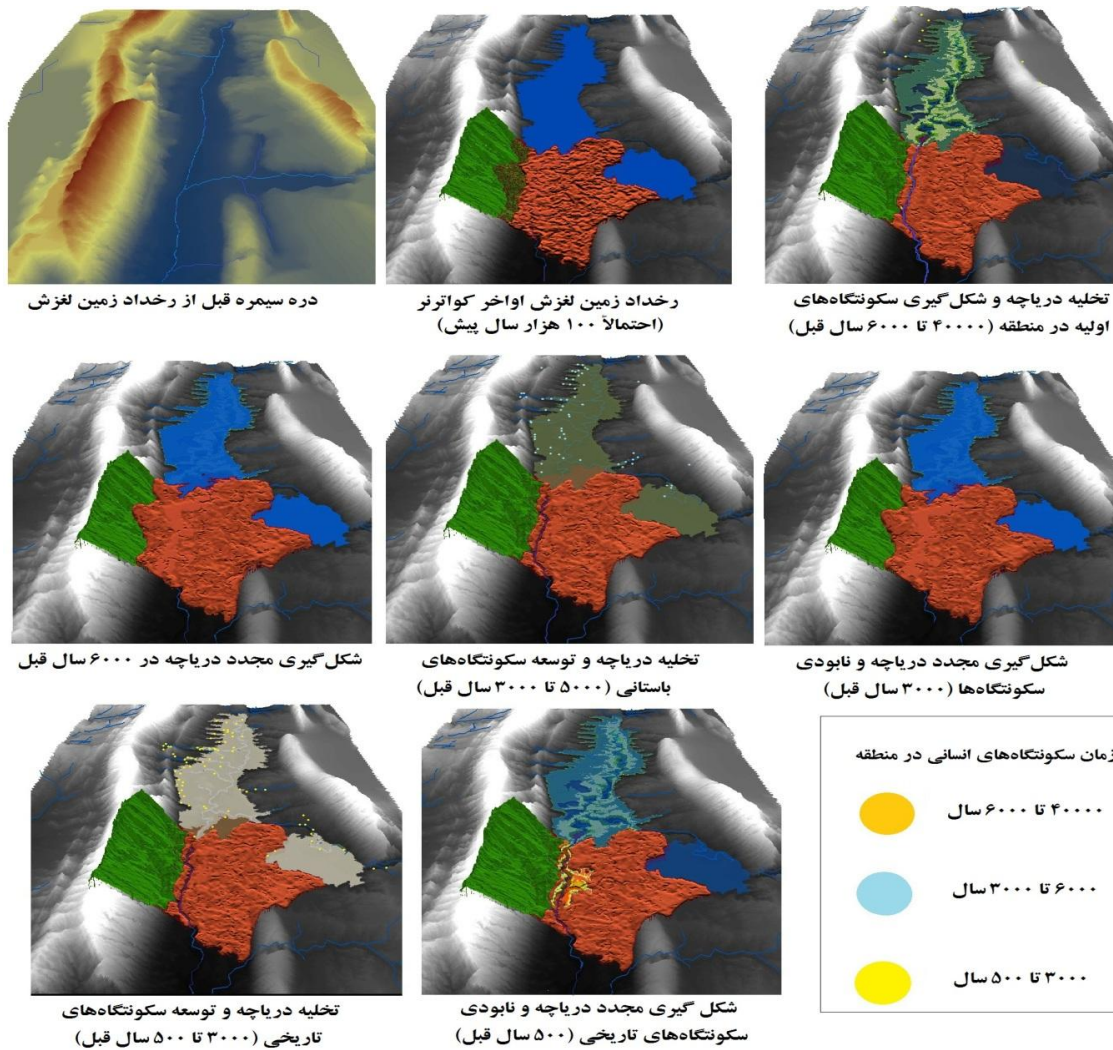 دره سیمره قبل از رخداد زمین لغزش
رخداد زمین لغزش اواخر کواترنر
(احتمالاً ۱۰۰ هزار سال پیش)
تخلیه دریاچه و شکل‌گیری سکونتگاه‌های
اولیه در منطقه (۴۰۰۰۰ تا ۶۰۰۰ سال قبل)
شکل‌گیری مجدد دریاچه در ۶۰۰۰ سال قبل
تخلیه دریاچه و توسعه سکونتگاه‌های
باستانی (۵۰۰۰ تا ۳۰۰۰ سال قبل)
شکل‌گیری مجدد دریاچه و نابودی
سکونتگاه‌ها (۳۰۰۰ سال قبل)
تخلیه دریاچه و توسعه سکونتگاه‌های
تاریخی (۳۰۰۰ تا ۵۰۰ سال قبل)
شکل گیری مجدد دریاچه و نابودی
سکونتگاه‌های تاریخی (۵۰۰ سال قبل)
زمان سکونتگاه‌های انسانی در منطقه
۴۰۰۰۰ تا ۶۰۰۰ سال
۶۰۰۰ تا ۳۰۰۰ سال
۳۰۰۰ تا ۵۰۰ سال